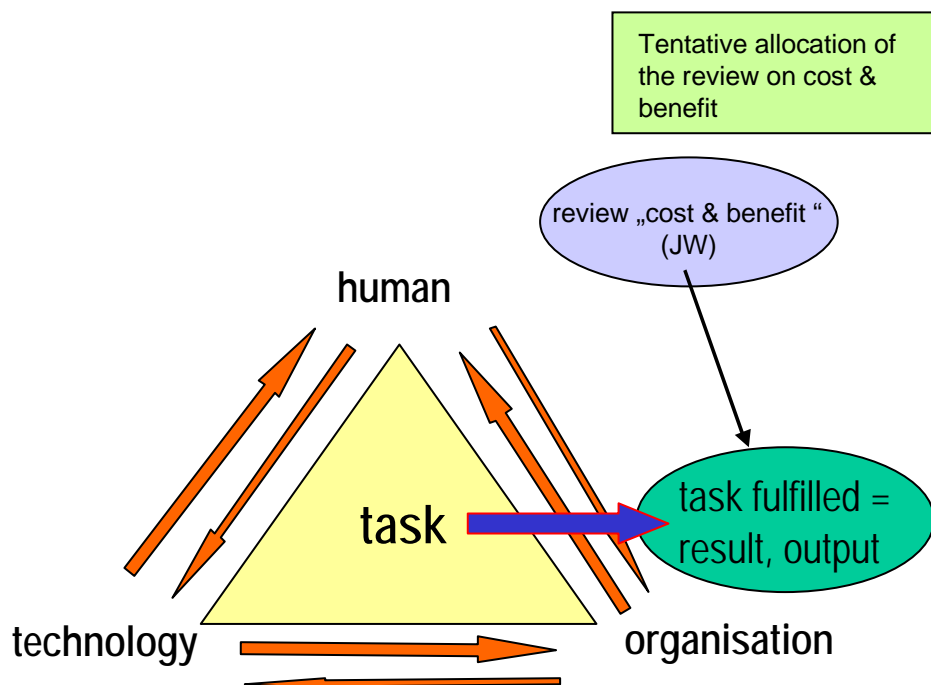 Tentative allocation of
the review on cost &
benefit
review „cost & benefit “
(JW)
human
task
task fulfilled =
result, output
technology
organisation